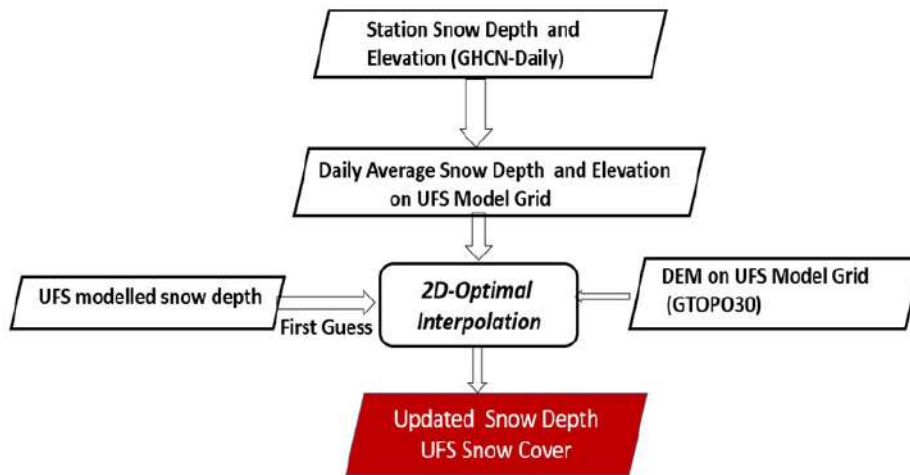 Station Snow Depth and
Elevation (GHCN-Daily)
Daily Average Snow Depth and Elevation
on UFS Model Grid
UFS modelled snow depth
First Guess
2D-Optimal
Interpolation
DEM on UFS Model Grid
(GTOPO30)
Updated Snow Depth
UFS Snow Cover